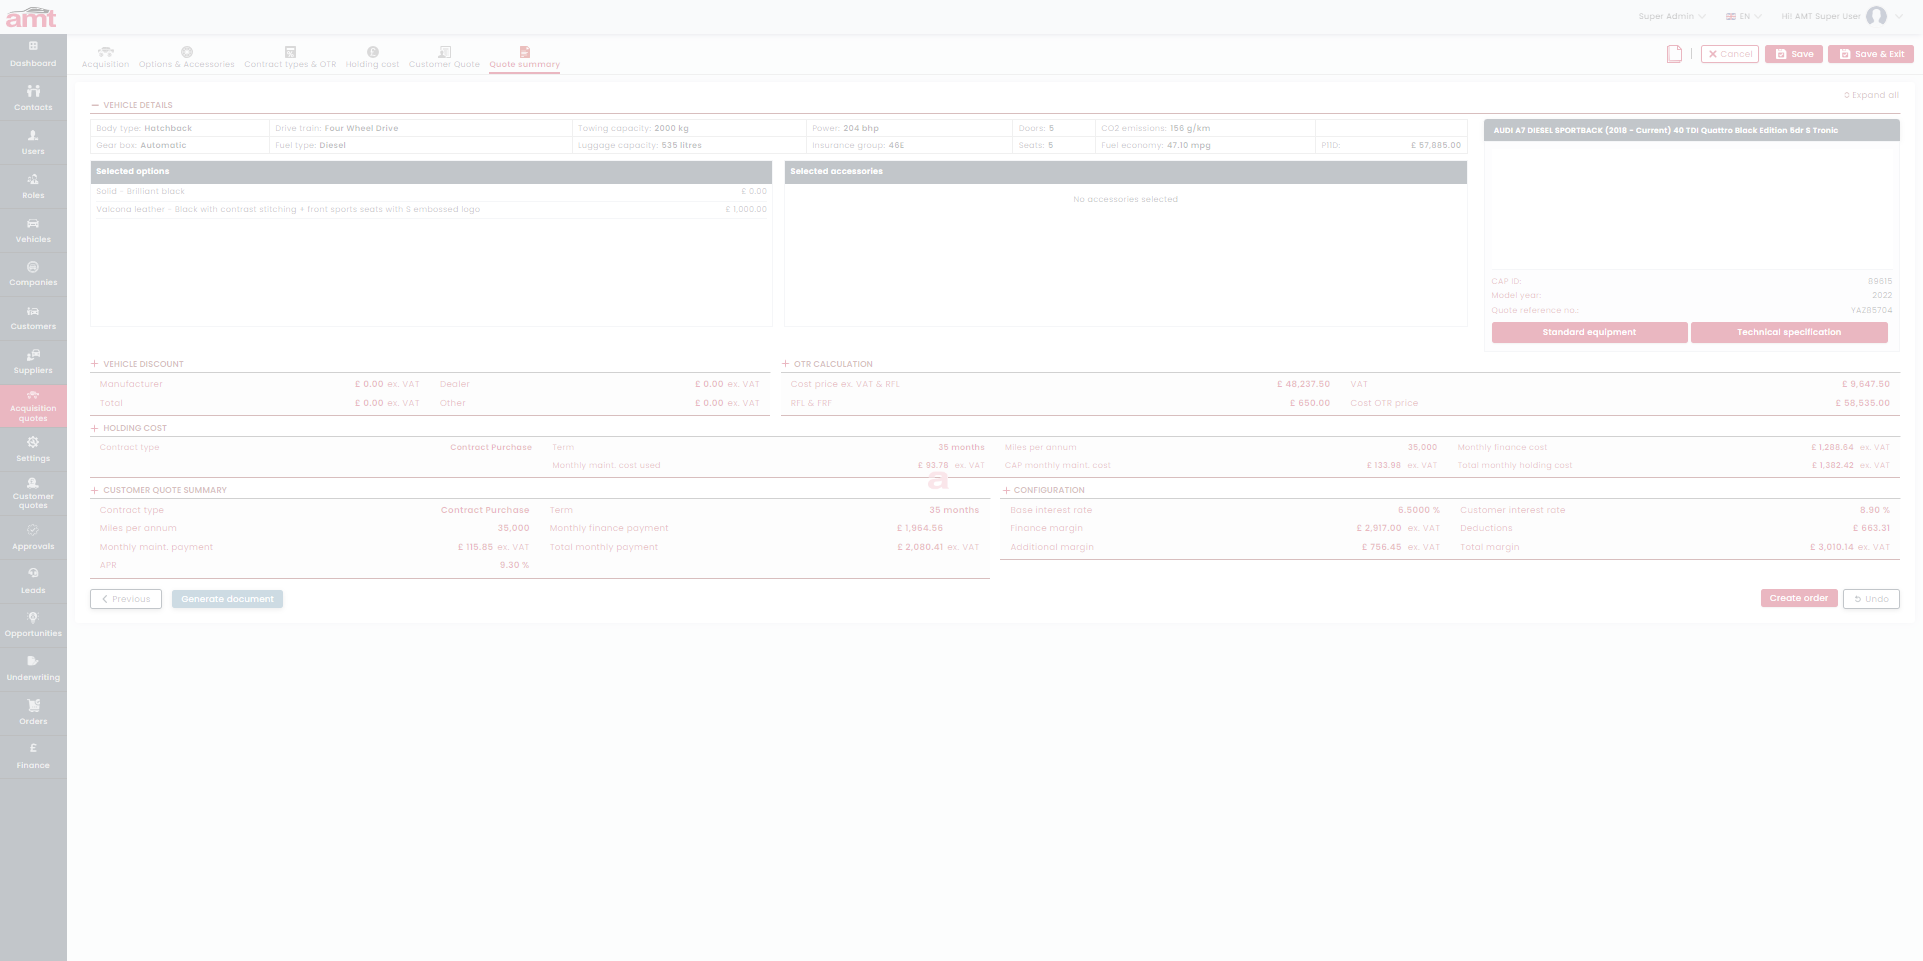 amt
Super Admin
EN
Hi! AMT Super User
Dashboard
Contacts
Users
Roles
Vehicles
Companies
Customers
Suppliers
Acquisition
quotes
Settings
Customer
quotes
Approvals
Leads
Opportunities
Underwriting
Orders
£
Finance
Acquisition
Options & Accessories
Contract types & OTR
Holding cost
Customer Quote
Quote summary
Cancel
Save
Save & Exit
Expand all
VEHICLE DETAILS
Body type: Hatchback Drive train: Four Wheel Drive Towing capacity: 2000 kg Power: 204 bhp Doors: 5 CO2 emissions: 156 g/km
Gear box: Automatic Fuel type: Diesel Luggage capacity: 535 litres Insurance group: 46E Seats: 5 Fuel economy: 47.10 mpg P11D: £ 57,885.00
Selected options
Solid - Brilliant black £ 0.00
Valcona leather - Black with contrast stitching + front sports seats with S embossed logo £ 1,000.00
Selected accessories
No accessories selected
AUDI A7 DIESEL SPORTBACK (2018 - Current) 40 TDI Quattro Black Edition 5dr S Tronic
CAP ID: 89615
Model year: 2022
Quote reference no.: YAZ85704
Standard equipment
Technical specification
VEHICLE DISCOUNT
Manufacturer £ 0.00 ex. VAT Dealer £ 0.00 ex. VAT
Total £ 0.00 ex. VAT Other £ 0.00 ex. VAT
OTR CALCULATION
Cost price ex. VAT & RFL £ 48,237.50 VAT £ 9,647.50
RFL & FRF £ 650.00 Cost OTR price £ 58,535.00
HOLDING COST
Contract type Contract Purchase Term 35 months Miles per annum 35,000 Monthly finance cost £ 1,288.64 ex. VAT
Monthly maint. cost used £ 93.78 ex. VAT CAP monthly maint. cost £ 133.98 ex. VAT Total monthly holding cost £ 1,382.42 ex. VAT
a
CUSTOMER QUOTE SUMMARY
Contract type Contract Purchase Term 35 months
Miles per annum 35,000 Monthly finance payment £ 1,964.56
Monthly maint. payment £ 115.85 ex. VAT Total monthly payment £ 2,080.41 ex. VAT
APR 9.30 %
CONFIGURATION
Base interest rate 6.5000 % Customer interest rate 8.90 %
Finance margin £ 2,917.00 ex. VAT Deductions £ 663.31
Additional margin £ 756.45 ex. VAT Total margin £ 3,010.14 ex. VAT
Previous
Generate document
Create order
Undo